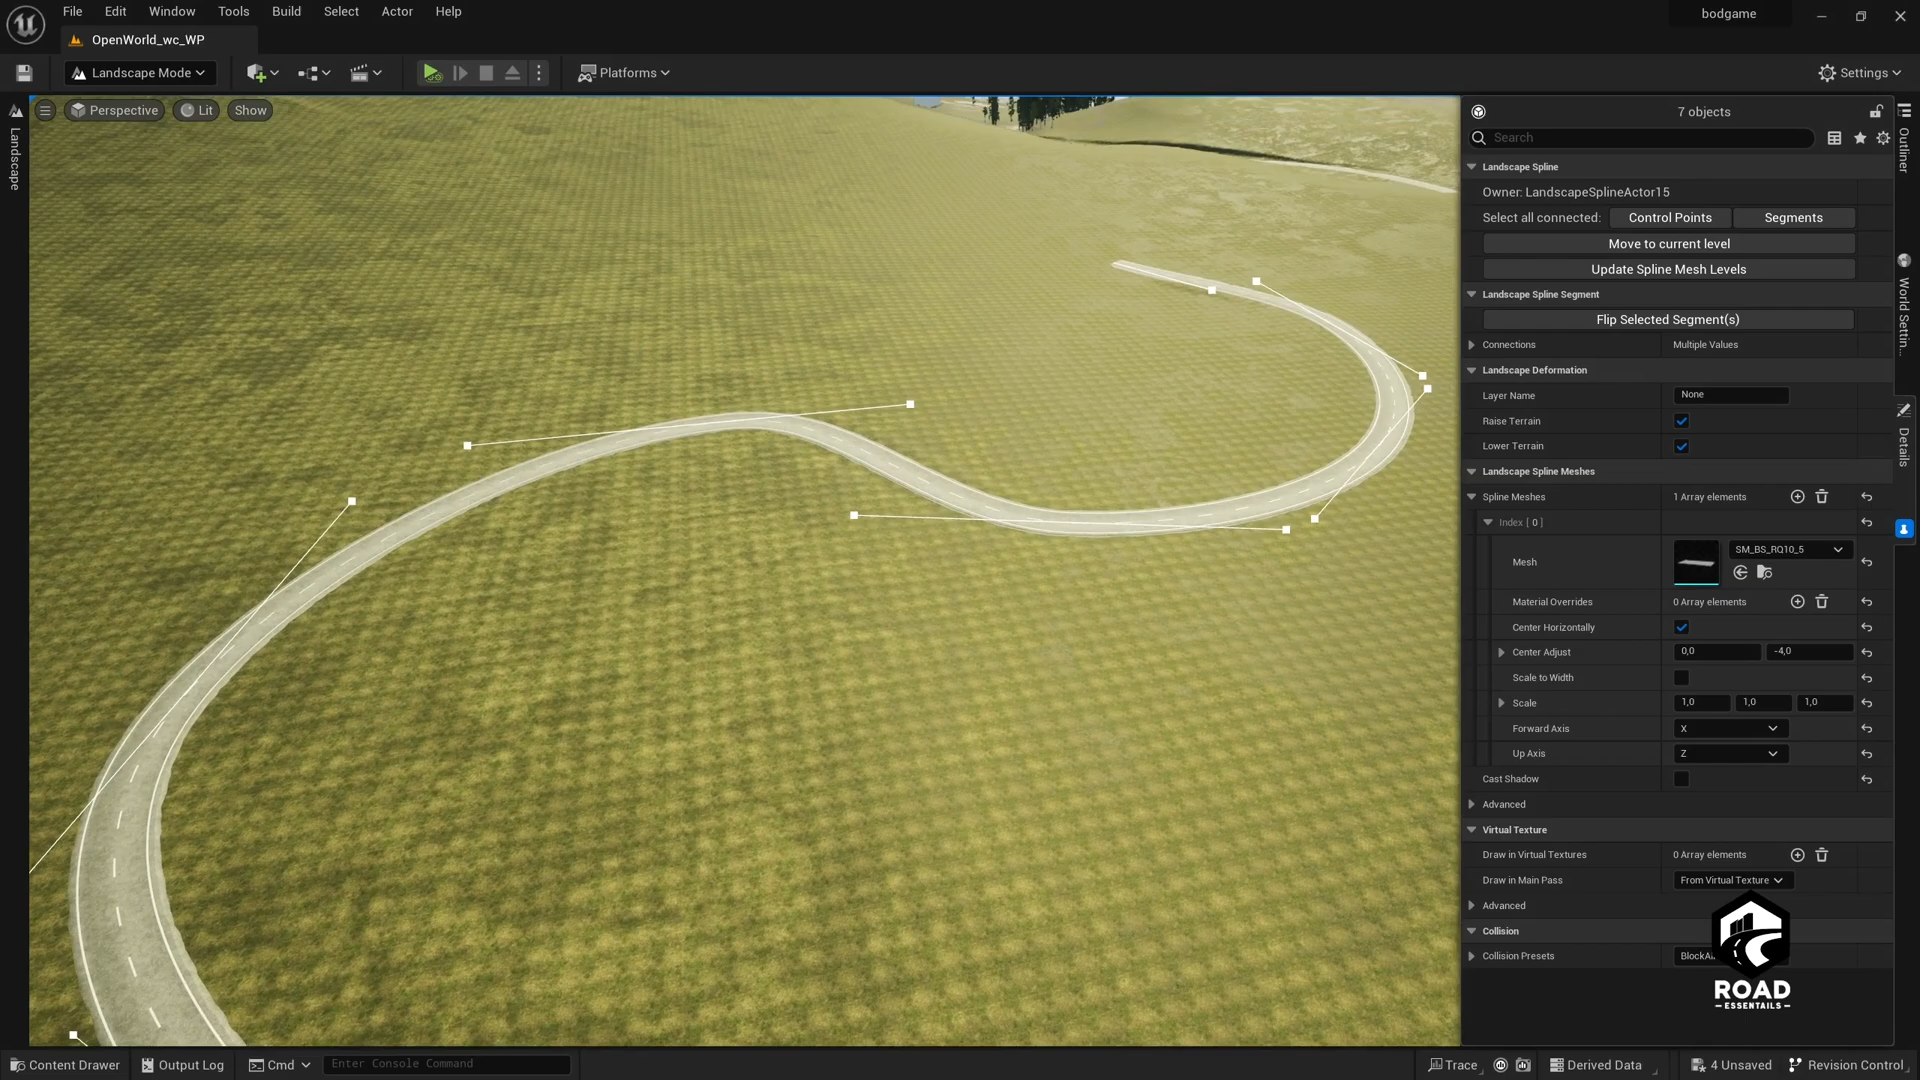 File Edit Window Tools Build Select Actor Help
bodgame
OpenWorld_wc_WP
Landscape Mode
Platforms
Settings
Perspective Lit Show
Landscape
7 objects
Search
Landscape Spline
Owner: LandscapeSplineActor15
Select all connected: Control Points Segments
Move to current level
Update Spline Mesh Levels
Landscape Spline Segment
Flip Selected Segment(s)
Connections Multiple Values
Landscape Deformation
Layer Name None
Raise Terrain
Lower Terrain
Landscape Spline Meshes
Spline Meshes 1 Array elements
Index [ 0 ]
Mesh SM_BS_RQ10_5
Material Overrides 0 Array elements
Center Horizontally
Center Adjust 0,0 -4,0
Scale to Width
Scale 1,0 1,0 1,0
Forward Axis X
Up Axis Z
Cast Shadow
Advanced
Virtual Texture
Draw in Virtual Textures 0 Array elements
Draw in Main Pass From Virtual Texture
Advanced
Collision
Collision Presets
ROAD
ESSENTAILS
Outliner
World Settin...
Details
Content Drawer Output Log Cmd Enter Console Command
Trace Derived Data 4 Unsaved Revision Control